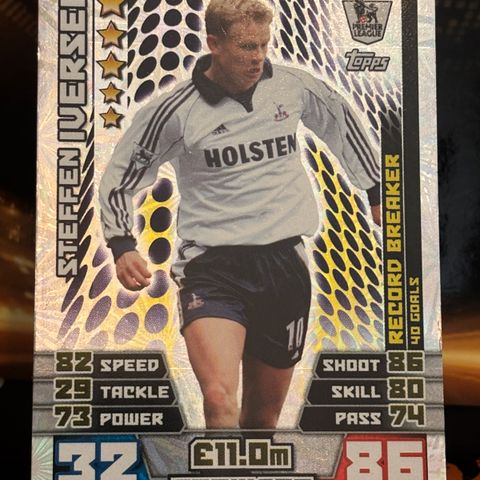 STEFFEN IVERSEN
PREMIER
LEAGUE
Topps
HOLSTEN
10
RECORD BREAKER
40 GOALS
82 SPEED
29 TACKLE
73 POWER
SHOOT 86
SKILL 80
PASS 74
32
£11.0m
86